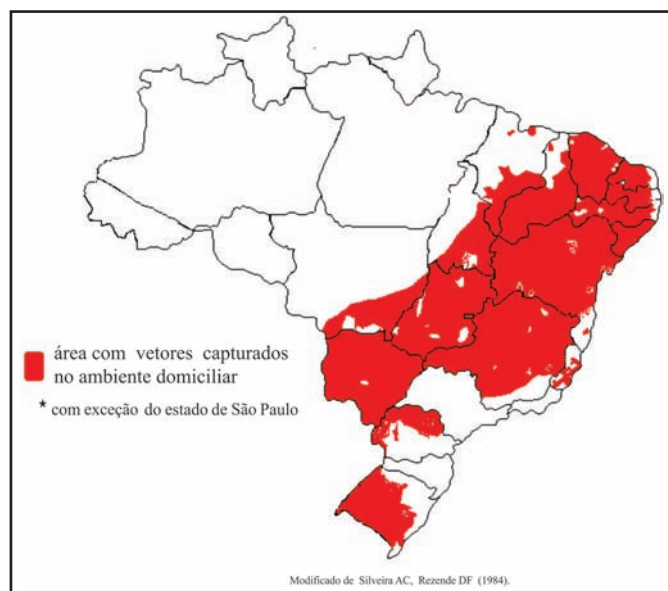 área com vetores capturados
no ambiente domiciliar
* com exceção do estado de São Paulo
Modificado de Silveira AC, Rezende DF (1984).